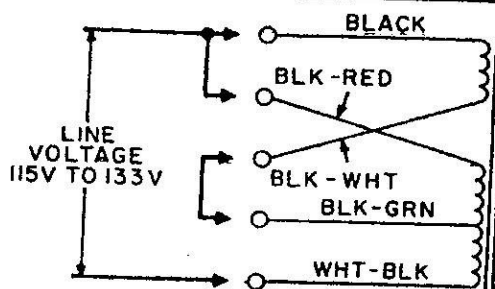 BLACK
BLK-RED
LINE
VOLTAGE
115V TO 133V
BLK-WHT
BLK-GRN
WHT-BLK